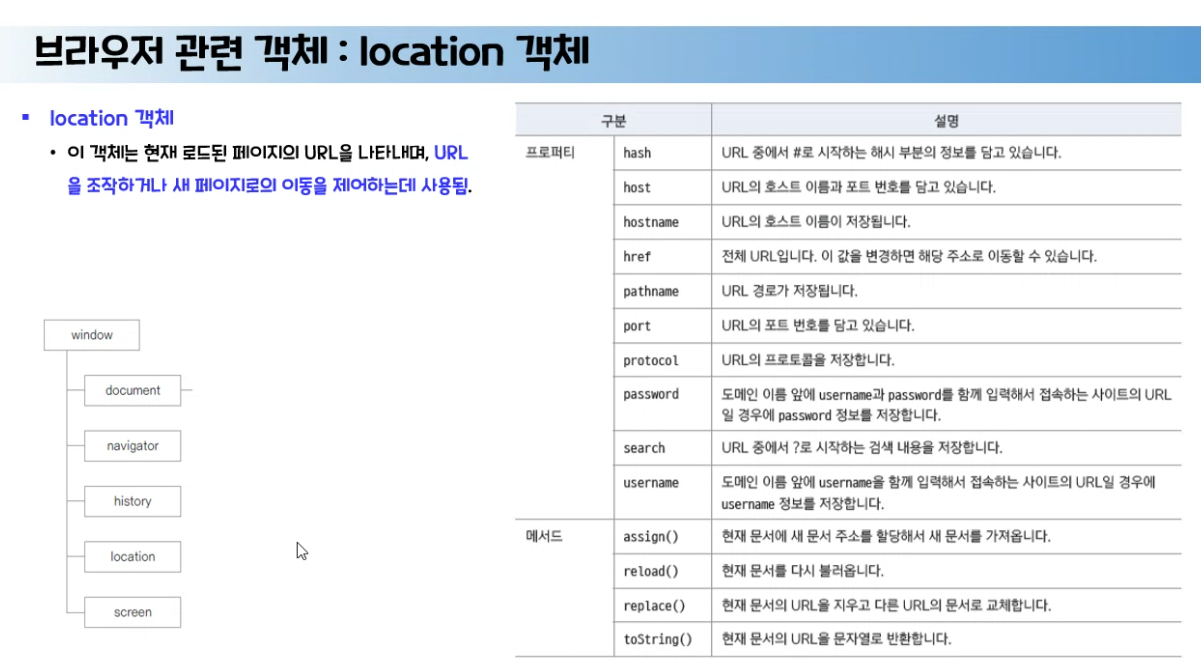 브라우저 관련 객체 : location 객체
▪ location 객체
• 이 객체는 현재 로드된 페이지의 URL을 나타내며, URL
을 조작하거나 새 페이지로의 이동을 제어하는데 사용됨.
window
document
navigator
history
location
screen
구분 설명
프로퍼티 hash URL 중에서 #로 시작하는 해시 부분의 정보를 담고 있습니다.
host URL의 호스트 이름과 포트 번호를 담고 있습니다.
hostname URL의 호스트 이름이 저장됩니다.
href 전체 URL입니다. 이 값을 변경하면 해당 주소로 이동할 수 있습니다.
pathname URL 경로가 저장됩니다.
port URL의 포트 번호를 담고 있습니다.
protocol URL의 프로토콜을 저장합니다.
password 도메인 이름 앞에 username과 password를 함께 입력해서 접속하는 사이트의 URL
일 경우에 password 정보를 저장합니다.
search URL 중에서 ?로 시작하는 검색 내용을 저장합니다.
username 도메인 이름 앞에 username을 함께 입력해서 접속하는 사이트의 URL일 경우에
username 정보를 저장합니다.
메서드 assign() 현재 문서에 새 문서 주소를 할당해서 새 문서를 가져옵니다.
reload() 현재 문서를 다시 불러옵니다.
replace() 현재 문서의 URL을 지우고 다른 URL의 문서로 교체합니다.
toString() 현재 문서의 URL을 문자열로 반환합니다.